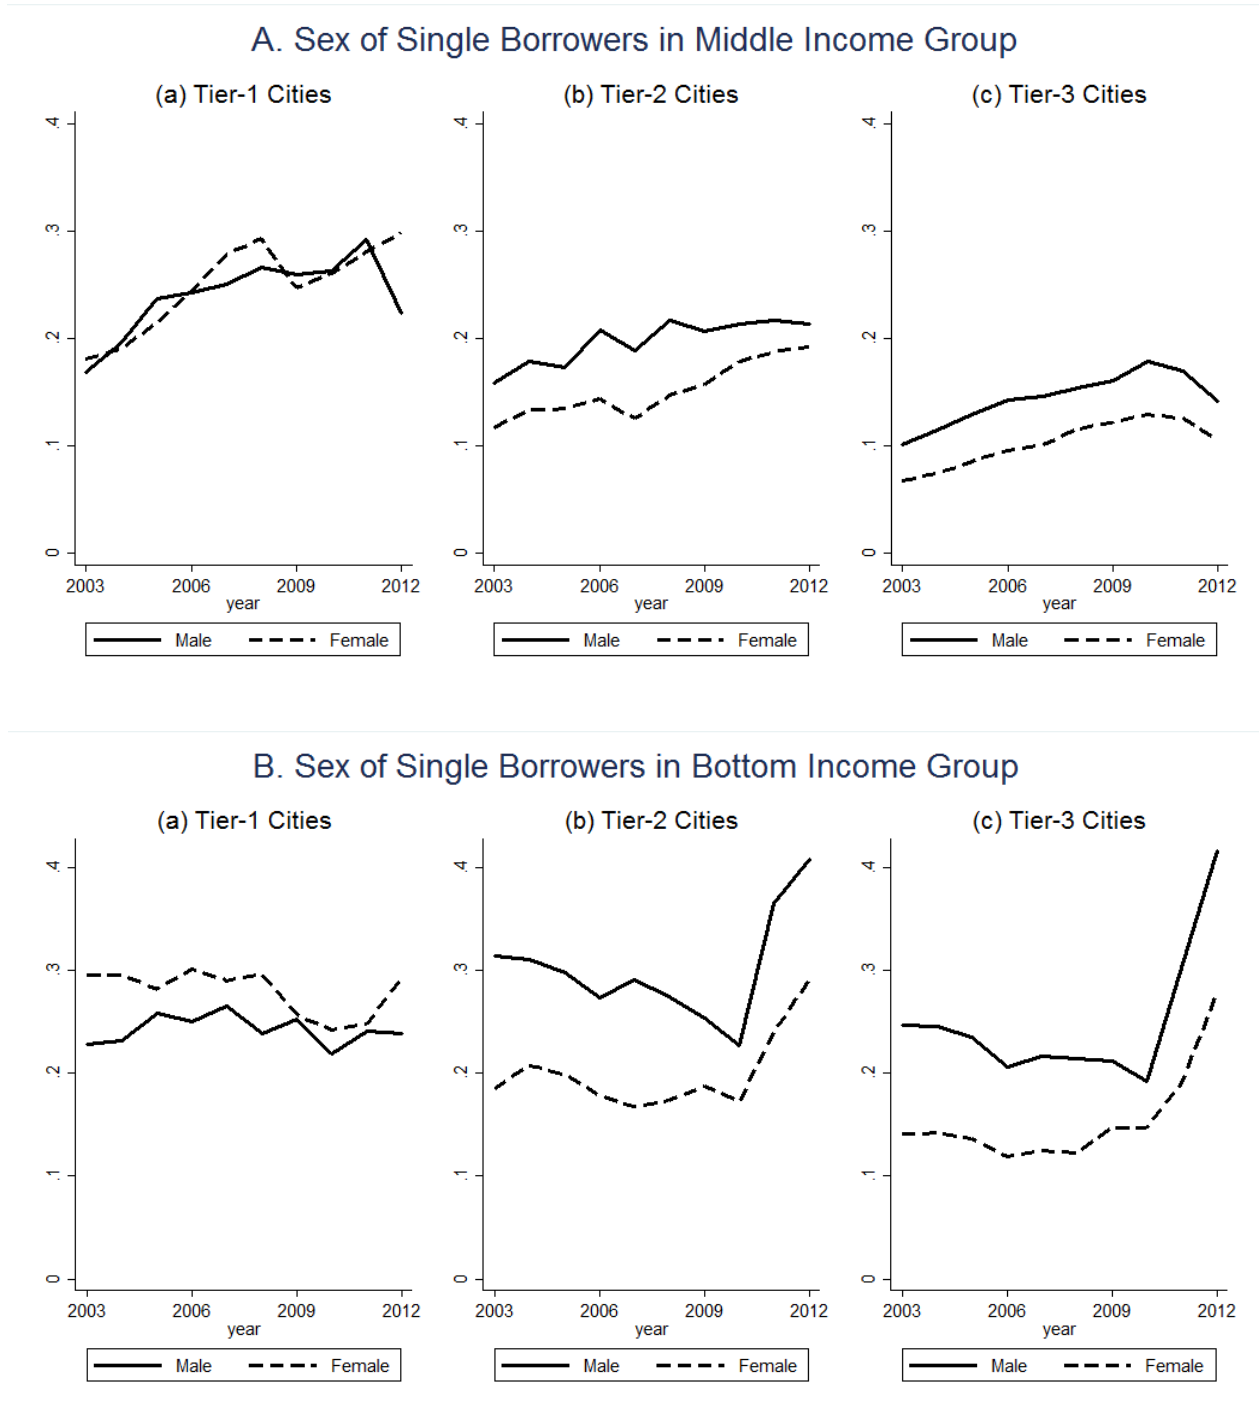 A. Sex of Single Borrowers in Middle Income Group
(a) Tier-1 Cities
.4
.3
.2
.1
0
2003 2006 2009 2012
year
Male Female
(b) Tier-2 Cities
.4
.3
.2
.1
0
2003 2006 2009 2012
year
Male Female
(c) Tier-3 Cities
.4
.3
.2
.1
0
2003 2006 2009 2012
year
Male Female
B. Sex of Single Borrowers in Bottom Income Group
(a) Tier-1 Cities
.4
.3
.2
.1
0
2003 2006 2009 2012
year
Male Female
(b) Tier-2 Cities
.4
.3
.2
.1
0
2003 2006 2009 2012
year
Male Female
(c) Tier-3 Cities
.4
.3
.2
.1
0
2003 2006 2009 2012
year
Male Female